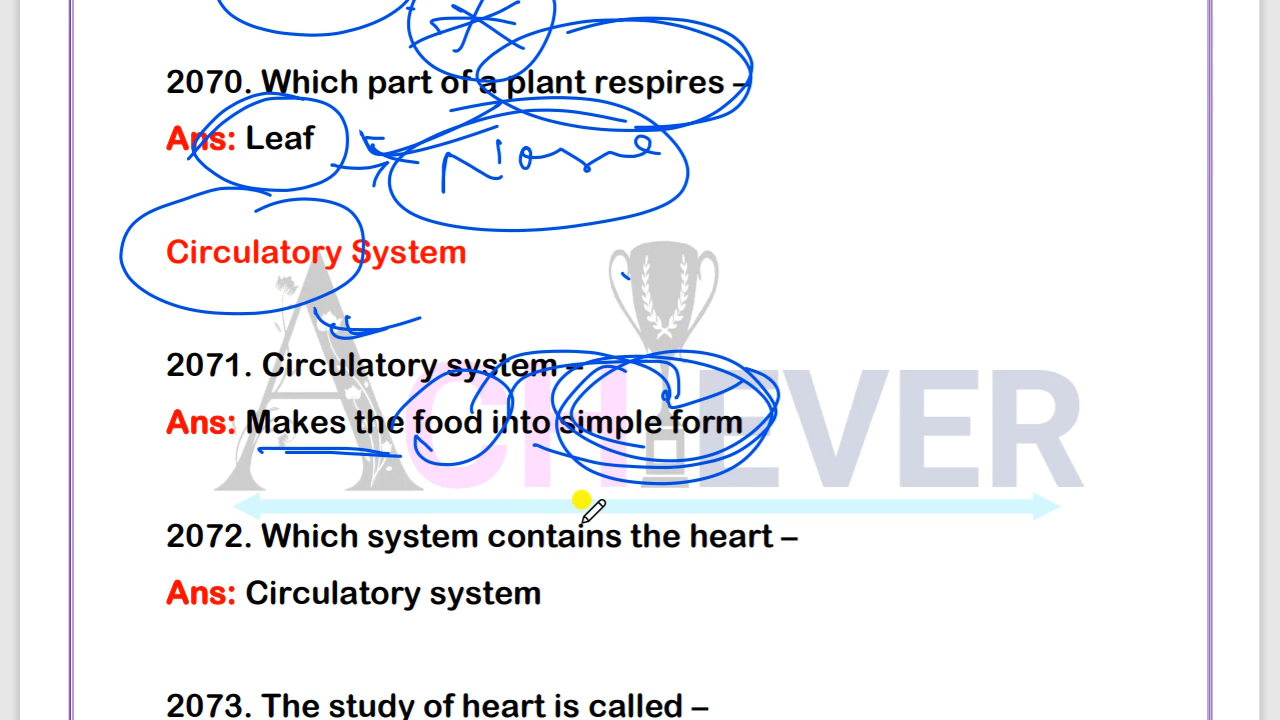 2070. Which part of a plant respires –
Ans: Leaf
Circulatory System
2071. Circulatory system –
Ans: Makes the food into simple form
ACHIEVER
2072. Which system contains the heart –
Ans: Circulatory system
2073. The study of heart is called –